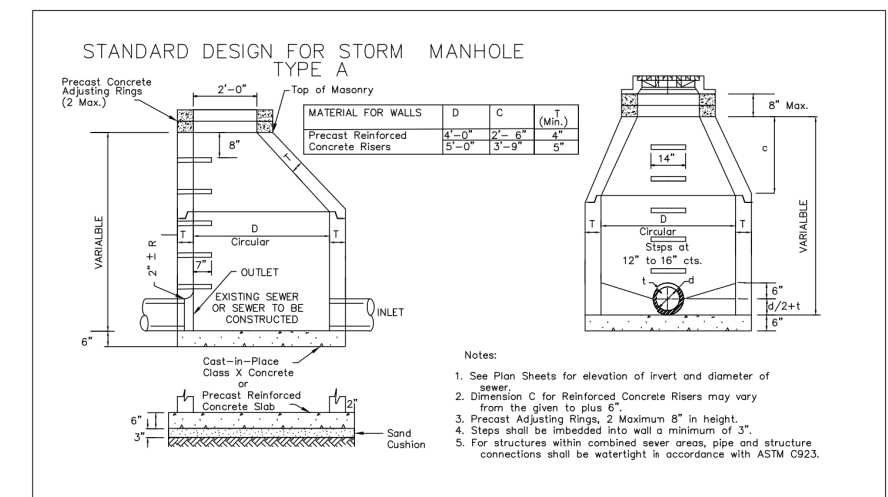 STANDARD DESIGN FOR STORM MANHOLE
TYPE A
Precast Concrete
Adjusting Rings
(2 Max.)
2'-0"
Top of Masonry
MATERIAL FOR WALLS D C T (Min.)
Precast Reinforced 4'-0" 2'- 6" 4"
Concrete Risers 5'-0" 3'-9" 5"
8"
T
VARIALBLE
T D T
Circular
2" ± R
7"
OUTLET
EXISTING SEWER
OR SEWER TO BE
CONSTRUCTED
INLET
6"
Cast-in-Place
Class X Concrete
or
Precast Reinforced
Concrete Slab
2"
6"
3"
Sand
Cushion
8" Max.
14"
c
VARIALBLE
T D T
Circular
Steps at
12" to 16" cts.
t d
6"
d/2+t
6"
Notes:
1. See Plan Sheets for elevation of invert and diameter of
sewer.
2. Dimension C for Reinforced Concrete Risers may vary
from the given to plus 6".
3. Precast Adjusting Rings, 2 Maximum 8" in height.
4. Steps shall be imbedded into wall a minimum of 3".
5. For structures within combined sever areas, pipe and structure
connections shall be watertight in accordance with ASTM C923.